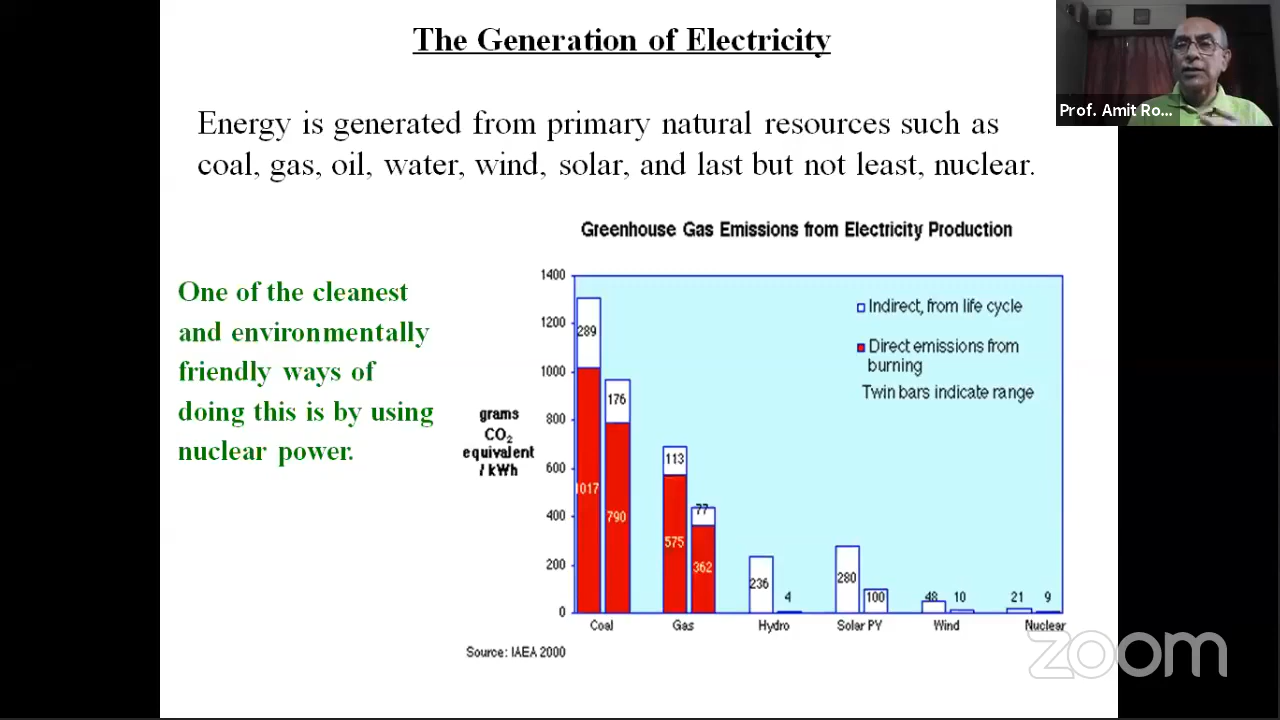 The Generation of Electricity
Prof. Amit Ro...
Energy is generated from primary natural resources such as
coal, gas, oil, water, wind, solar, and last but not least, nuclear.
One of the cleanest
and environmentally
friendly ways of
doing this is by using
nuclear power.
Greenhouse Gas Emissions from Electricity Production
grams
CO₂
equivalent
/ kWh
1400
1200
1000
800
600
400
200
0
Indirect, from life cycle
Direct emissions from
burning
Twin bars indicate range
289
1017
176
790
113
575
77
362
236
4
280
100
48
10
21
9
Coal
Gas
Hydro
Solar PY
Wind
Nuclear
Source: IAEA 2000
zoom